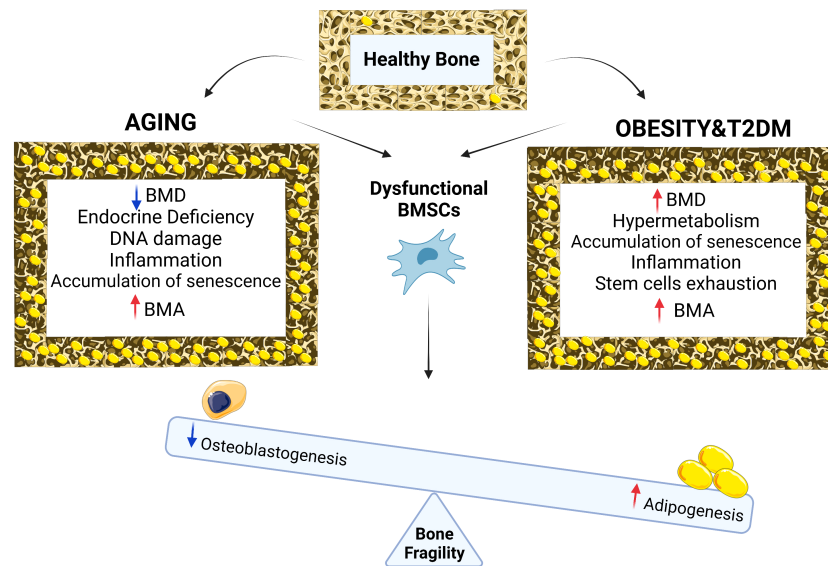 Healthy Bone
AGING
BMD
Endocrine Deficiency
DNA damage
Inflammation
Accumulation of senescence
BMA
Dysfunctional
BMSCs
OBESITY&T2DM
BMD
Hypermetabolism
Accumulation of senescence
Inflammation
Stem cells exhaustion
BMA
Osteoblastogenesis
Adipogenesis
Bone
Fragility